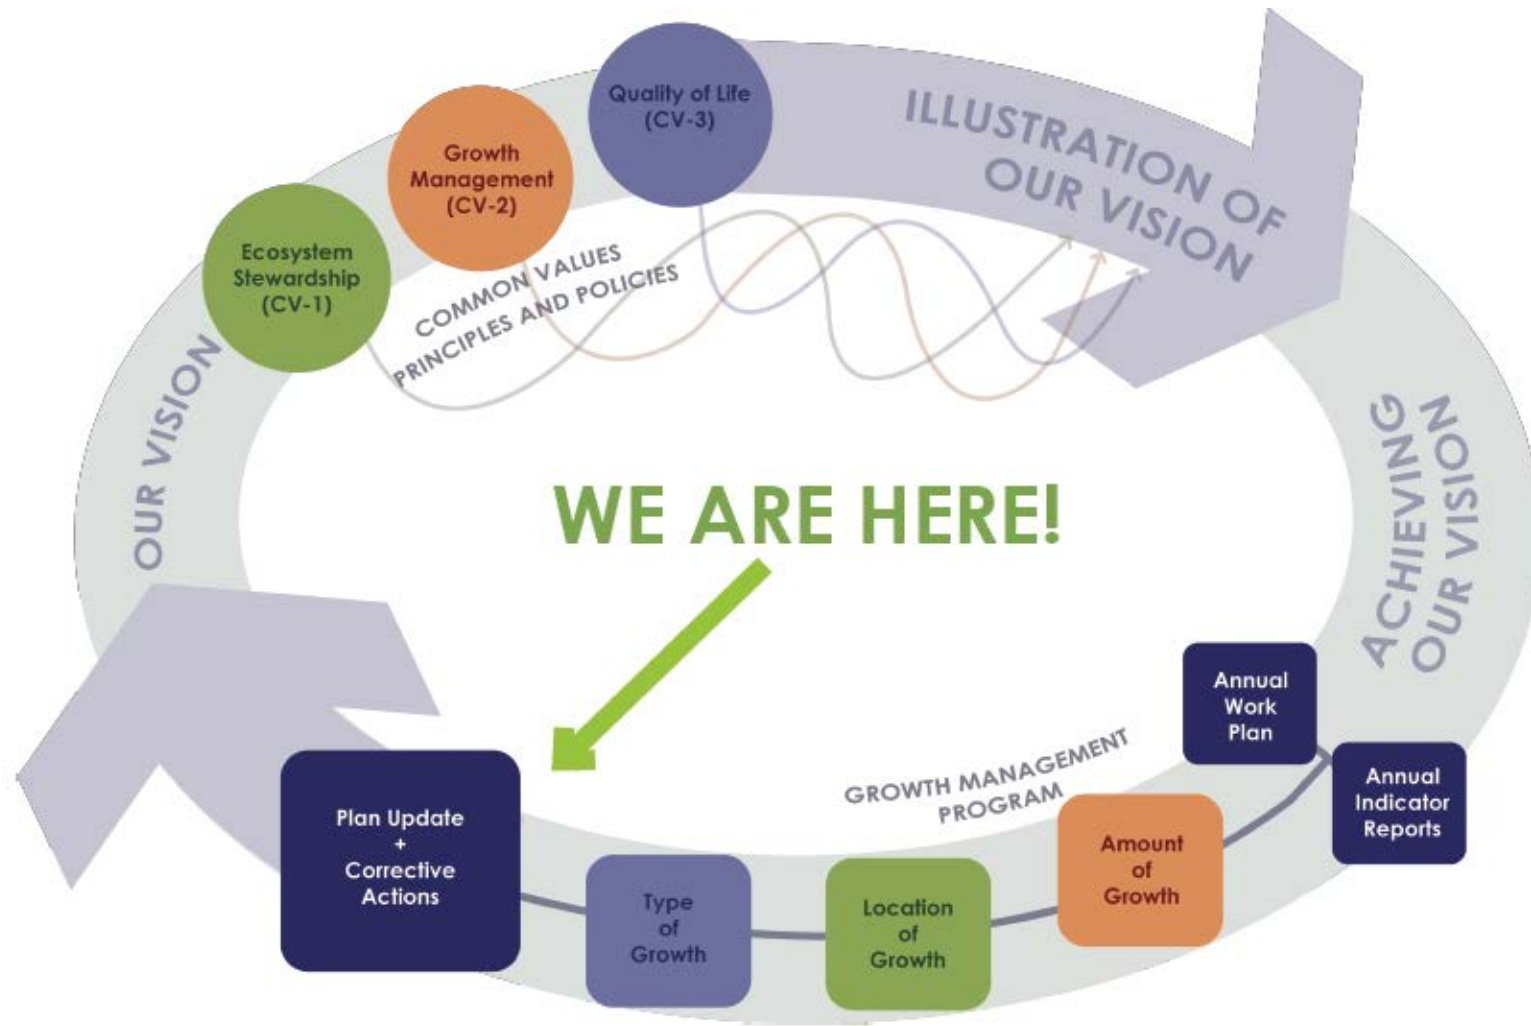 Quality of Life
(CV-3)
Growth
Management
(CV-2)
Ecosystem
Stewardship
(CV-1)
ILLUSTRATION OF
OUR VISION
COMMON VALUES
PRINCIPLES AND POLICIES
OUR VISION
ACHIEVING
OUR VISION
WE ARE HERE!
Annual
Work
Plan
Annual
Indicator
Reports
GROWTH MANAGEMENT
PROGRAM
Amount
of
Growth
Location
of
Growth
Type
of
Growth
Plan Update
+
Corrective
Actions